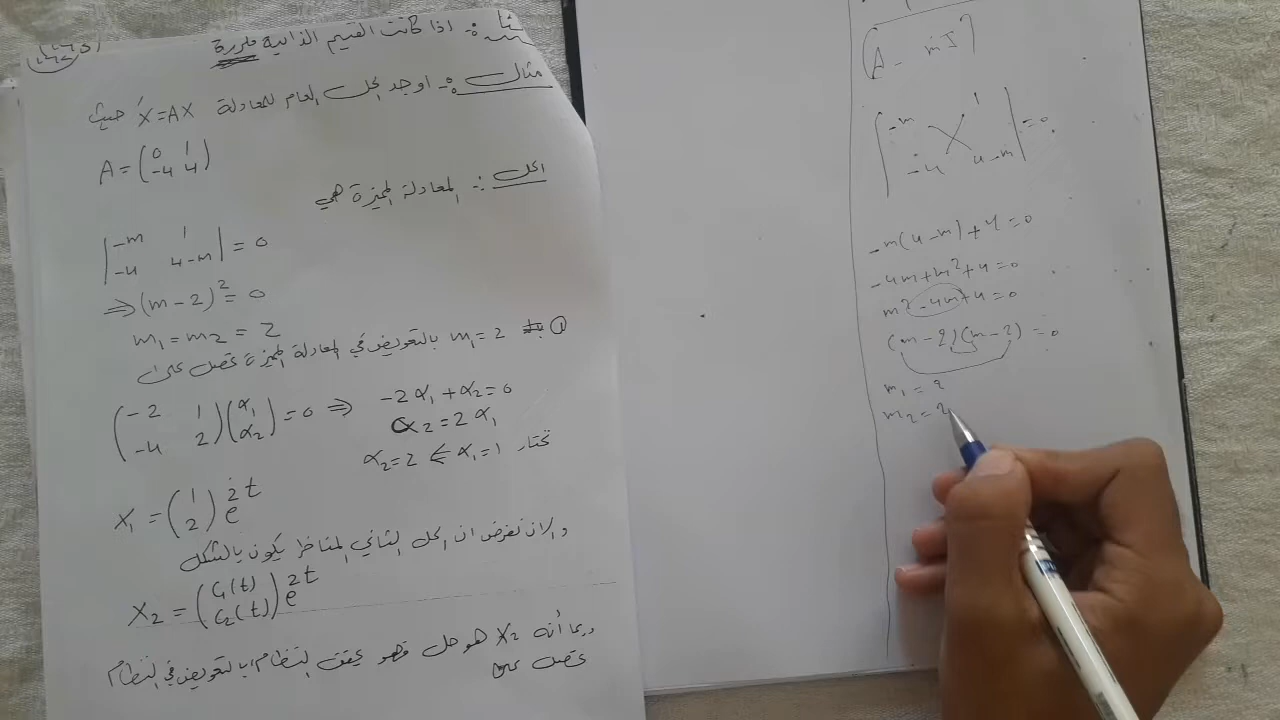 ثانيا :- اذا كانت القيم الذاتية مكررة
مثال :- اوجد الحل العام للمعادلة X' = AX حيث
A = (0 1
-4 4)
الحل :- المعادلة المميزة هي
|-m 1
-4 4-m| = 0
⇒ (m - 2)² = 0
m₁ = m₂ = 2
① m₁ = 2 بالتعويض في المعادلة المميزة نحصل على
(-2 1
-4 2)(α₁
α₂) = 0 ⇒ -2α₁ + α₂ = 0
α₂ = 2α₁
نختار α₁ = 1 ⇐ α₂ = 2
X₁ = (1
2) e^2t
والان نفرض ان الحل الثاني المناظر يكون بالشكل
X₂ = (C₁(t)
C₂(t)) e^2t
وبما أنه X₂ هو حل فهو يحقق النظام بالتعويض في النظام
نحصل على
(A - mI)
|-m 1
-4 4-m| = 0
-m(4-m)+4=0
-4m+m²+4=0
m²-4m+4=0
(m-2)(m-2)=0
m₁ = 2
m₂ = 2